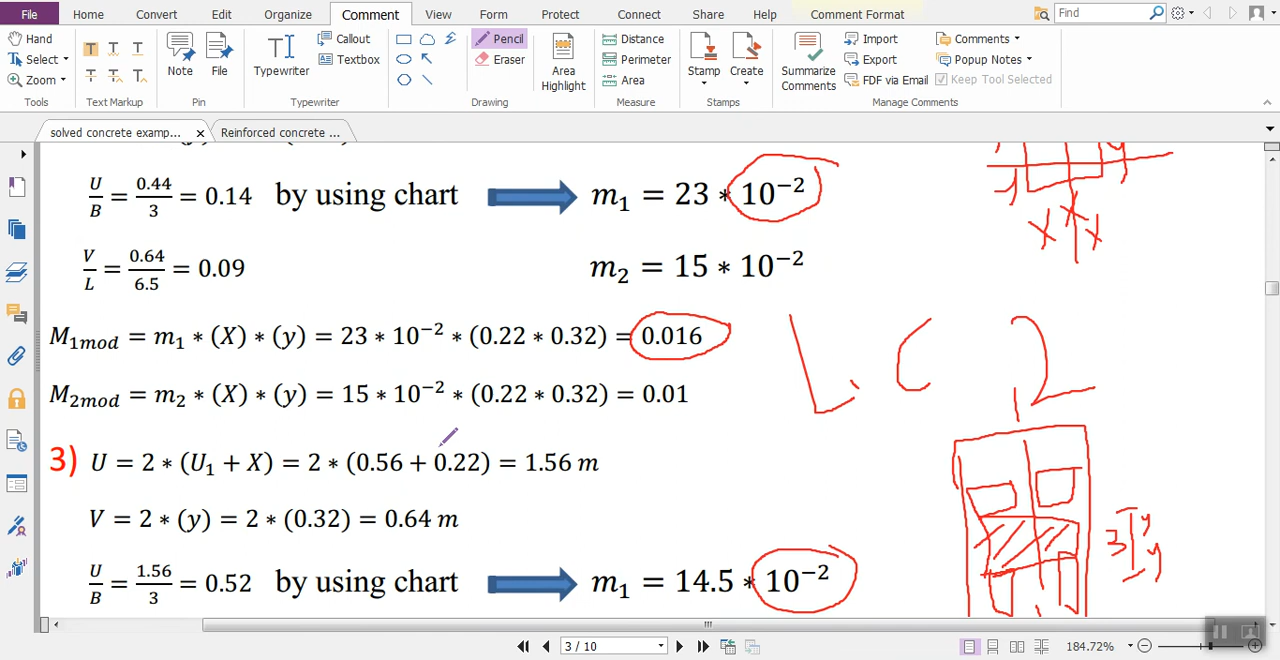 File Home Convert Edit Organize Comment View Form Protect Connect Share Help Comment Format Find
Hand Select Zoom Tools
T T T T T T Text Markup
Note File Pin
Typewriter Callout Textbox Typewriter
Pencil Eraser Drawing
Area Highlight Distance Perimeter Area Measure
Stamp Create Stamps
Summarize Comments Import Export FDF via Email Comments Popup Notes Keep Tool Selected Manage Comments
solved concrete examp... x Reinforced concrete ...
U/B = 0.44/3 = 0.14 by using chart m₁ = 23 * 10⁻²
V/L = 0.64/6.5 = 0.09 m₂ = 15 * 10⁻²
M₁mod = m₁ * (X) * (y) = 23 * 10⁻² * (0.22 * 0.32) = 0.016
M₂mod = m₂ * (X) * (y) = 15 * 10⁻² * (0.22 * 0.32) = 0.01
3) U = 2 * (U₁ + X) = 2 * (0.56 + 0.22) = 1.56 m
V = 2 * (y) = 2 * (0.32) = 0.64 m
U/B = 1.56/3 = 0.52 by using chart m₁ = 14.5 * 10⁻²
y
x x x
L.C 2
3 y
y
3 / 10 184.72%